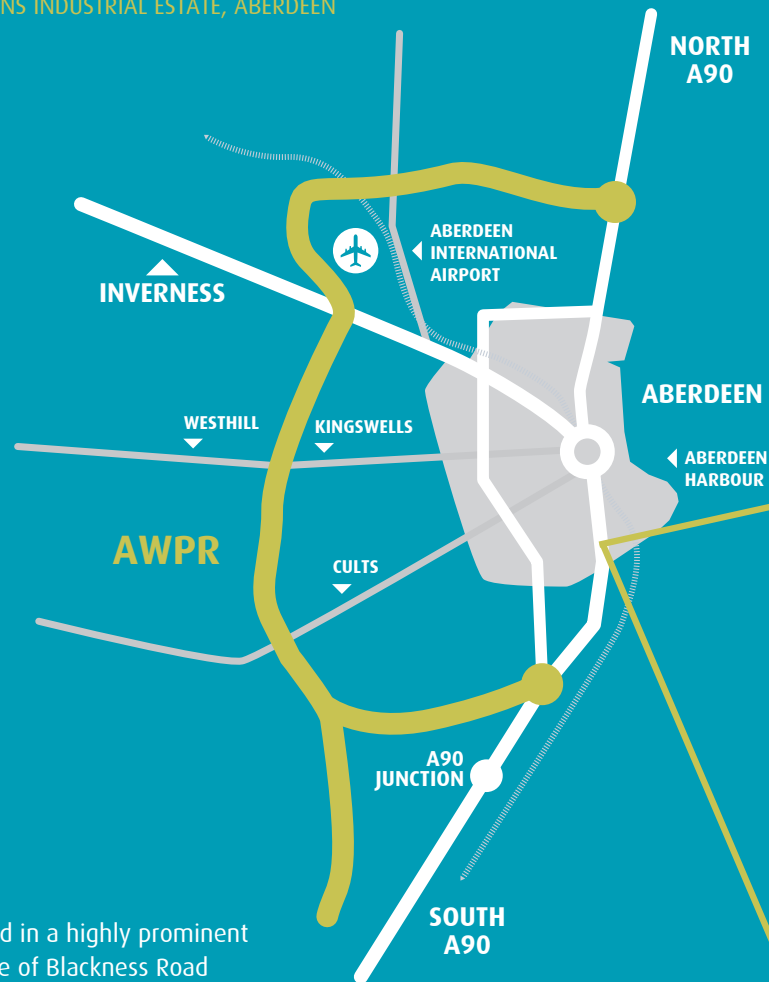 NS INDUSTRIAL ESTATE, ABERDEEN
NORTH
A90
ABERDEEN
INTERNATIONAL
AIRPORT
INVERNESS
ABERDEEN
WESTHILL
KINGSWELLS
ABERDEEN
HARBOUR
AWPR
CULTS
A90
JUNCTION
SOUTH
A90
d in a highly prominent
e of Blackness Road